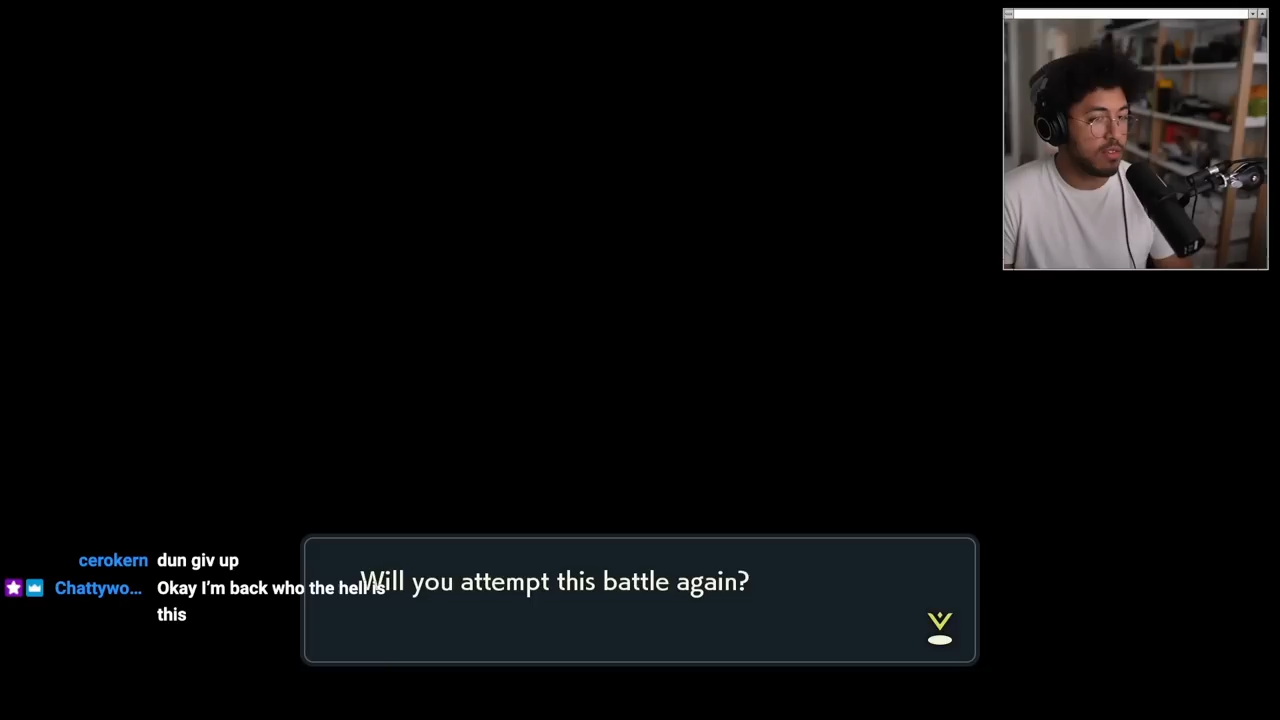 cerokern dun giv up
Chattywo... Okay I'm back who the hell is
this
Will you attempt this battle again?